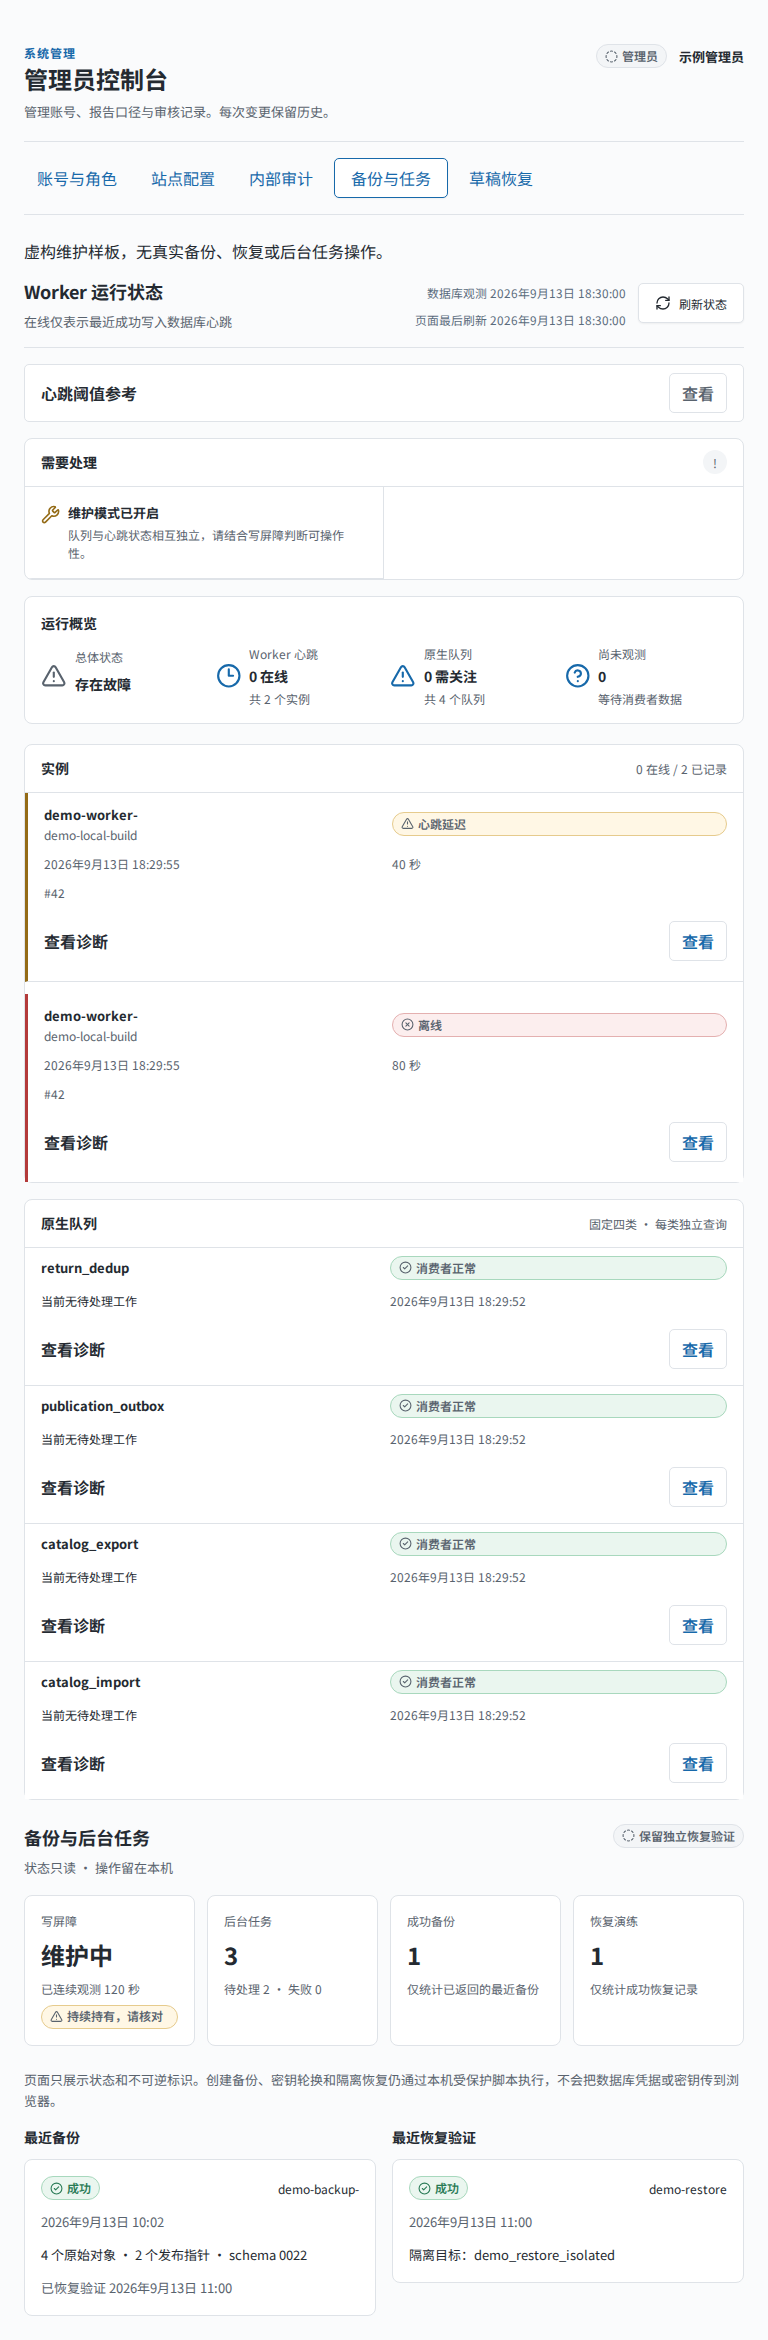 系统管理
管理员控制台
管理账号、报告口径与审核记录。每次变更保留历史。
管理员 示例管理员
账号与角色 站点配置 内部审计 备份与任务 草稿恢复
虚构维护样板，无真实备份、恢复或后台任务操作。
Worker 运行状态
在线仅表示最近成功写入数据库心跳
数据库观测 2026年9月13日 18:30:00
页面最后刷新 2026年9月13日 18:30:00
刷新状态
心跳阈值参考 查看
需要处理 !
维护模式已开启
队列与心跳状态相互独立，请结合写屏障判断可操作
性。
运行概览
总体状态
存在故障
Worker 心跳
0 在线
共 2 个实例
原生队列
0 需关注
共 4 个队列
尚未观测
0
等待消费者数据
实例 0 在线 / 2 已记录
demo-worker-
demo-local-build
心跳延迟
2026年9月13日 18:29:55 40 秒
#42
查看诊断 查看
demo-worker-
demo-local-build
离线
2026年9月13日 18:29:55 80 秒
#42
查看诊断 查看
原生队列 固定四类 · 每类独立查询
return_dedup 消费者正常
当前无待处理工作 2026年9月13日 18:29:52
查看诊断 查看
publication_outbox 消费者正常
当前无待处理工作 2026年9月13日 18:29:52
查看诊断 查看
catalog_export 消费者正常
当前无待处理工作 2026年9月13日 18:29:52
查看诊断 查看
catalog_import 消费者正常
当前无待处理工作 2026年9月13日 18:29:52
查看诊断 查看
备份与后台任务 保留独立恢复验证
状态只读 · 操作留在本机
写屏障
维护中
已连续观测 120 秒
持续持有，请核对
后台任务
3
待处理 2 · 失败 0
成功备份
1
仅统计已返回的最近备份
恢复演练
1
仅统计成功恢复记录
页面只展示状态和不可逆标识。创建备份、密钥轮换和隔离恢复仍通过本机受保护脚本执行，不会把数据库凭据或密钥传到浏
览器。
最近备份
成功 demo-backup-
2026年9月13日 10:02
4 个原始对象 · 2 个发布指针 · schema 0022
已恢复验证 2026年9月13日 11:00
最近恢复验证
成功 demo-restore
2026年9月13日 11:00
隔离目标：demo_restore_isolated